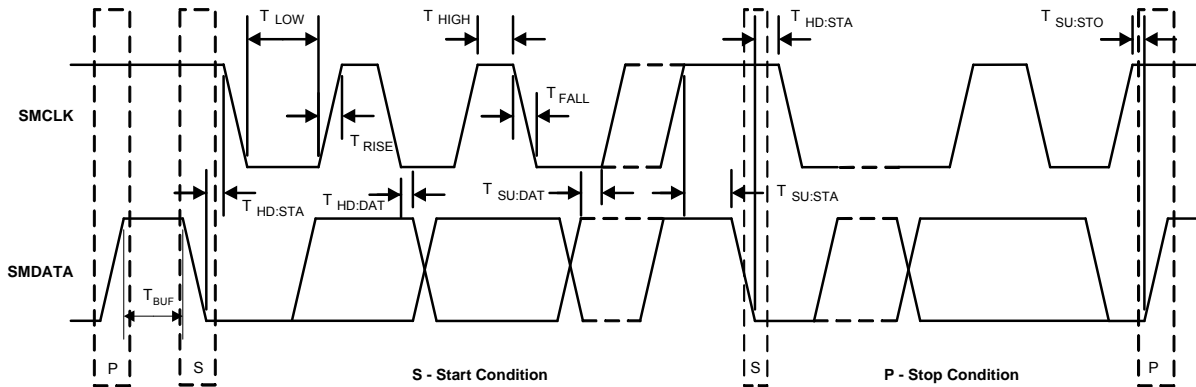 T LOW
T HIGH
T HD:STA
T SU:STO
SMCLK
T FALL
T RISE
T HD:STA
T HD:DAT
T SU:DAT
T SU:STA
SMDATA
T BUF
P
S
S - Start Condition
S
P - Stop Condition
P